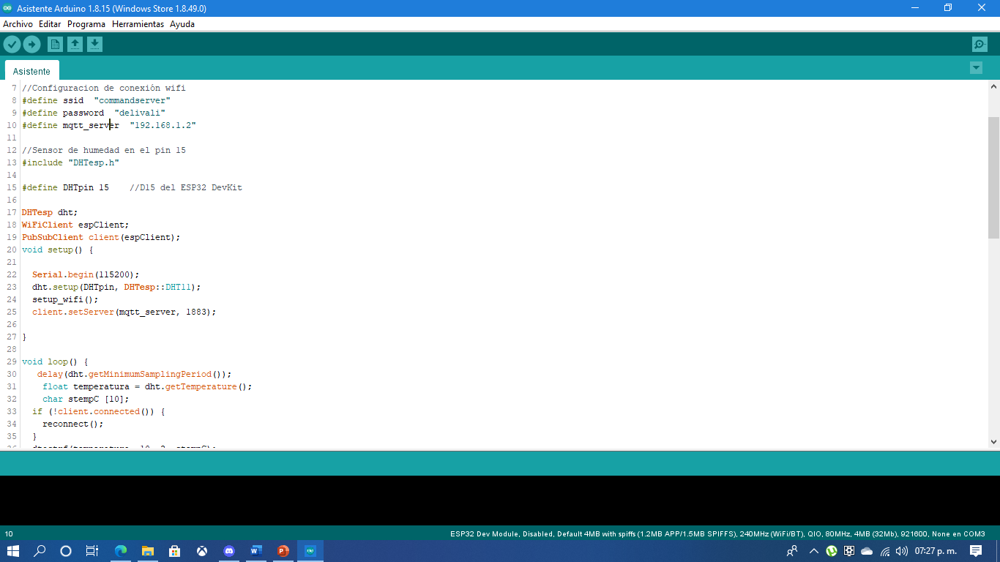 Asistente Arduino 1.8.15 (Windows Store 1.8.49.0)
Archivo Editar Programa Herramientas Ayuda
Asistente
7 //Configuracion de conexión wifi
8 #define ssid  "commandserver"
9 #define password  "delivali"
10 #define mqtt_server  "192.168.1.2"
11
12 //Sensor de humedad en el pin 15
13 #include "DHTesp.h"
14
15 #define DHTpin 15    //D15 del ESP32 DevKit
16
17 DHTesp dht;
18 WiFiClient espClient;
19 PubSubClient client(espClient);
20 void setup() {
21
22   Serial.begin(115200);
23   dht.setup(DHTpin, DHTesp::DHT11);
24   setup_wifi();
25   client.setServer(mqtt_server, 1883);
26
27 }
28
29 void loop() {
30    delay(dht.getMinimumSamplingPeriod());
31     float temperatura = dht.getTemperature();
32     char stempC [10];
33   if (!client.connected()) {
34     reconnect();
35   }
10
ESP32 Dev Module, Disabled, Default 4MB with spiffs (1.2MB APP/1.5MB SPIFFS), 240MHz (WiFi/BT), QIO, 80MHz, 4MB (32Mb), 921600, None en COM3
07:27 p. m.